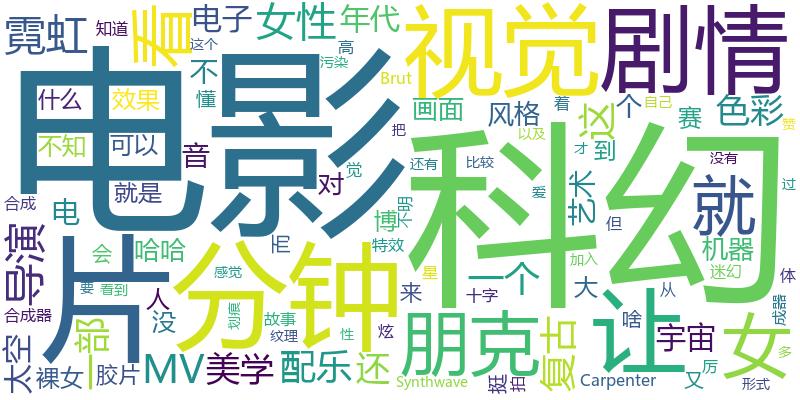 霓虹
知道
看
电子
这个
女性
年代
高
污染
视觉
剧情
什么
效果
不
懂
Brut
着
自己
不知
可以
音
画面
风格
个
这
色彩
赞
电影
把
以及
到
赛
才
就是
对
觉
还有
比较
艺术
没有
过
合成
电
博
不明
爱
但
科幻
就
导演
会
哈哈
与
特效
加入
机器
迷幻
片
分钟
感觉
星
一个
让
女
体
要
看到
人
来
十字
大
从
成器
合成器
一部
没
划痕
故事
性
炫
朋克
复古
啥
宇宙
多
太空
裸女
胶片
MV
美学
纹理
配乐
还
Synthwave
挺
拍
Carpenter
又
厉
形式